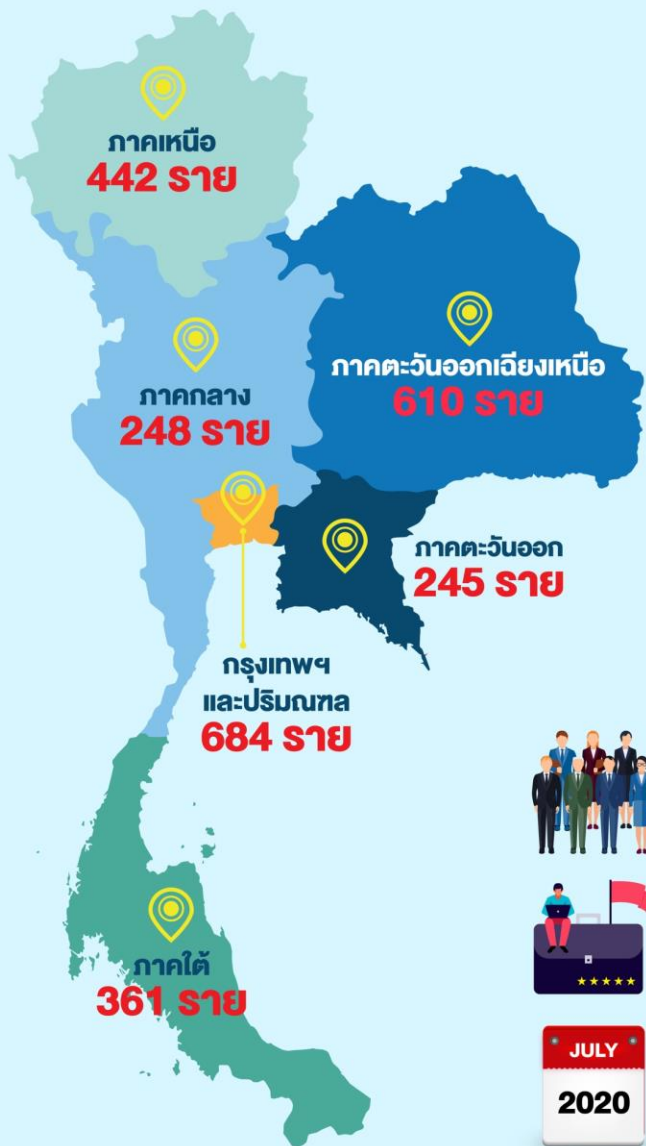 ภาคเหนือ
442 ราย
ภาคตะวันออกเฉียงเหนือ
610 ราย
ภาคกลาง
248 ราย
ภาคตะวันออก
245 ราย
กรุงเทพฯ
และปริมณฑล
684 ราย
ภาคใต้
361 ราย
JULY
2020